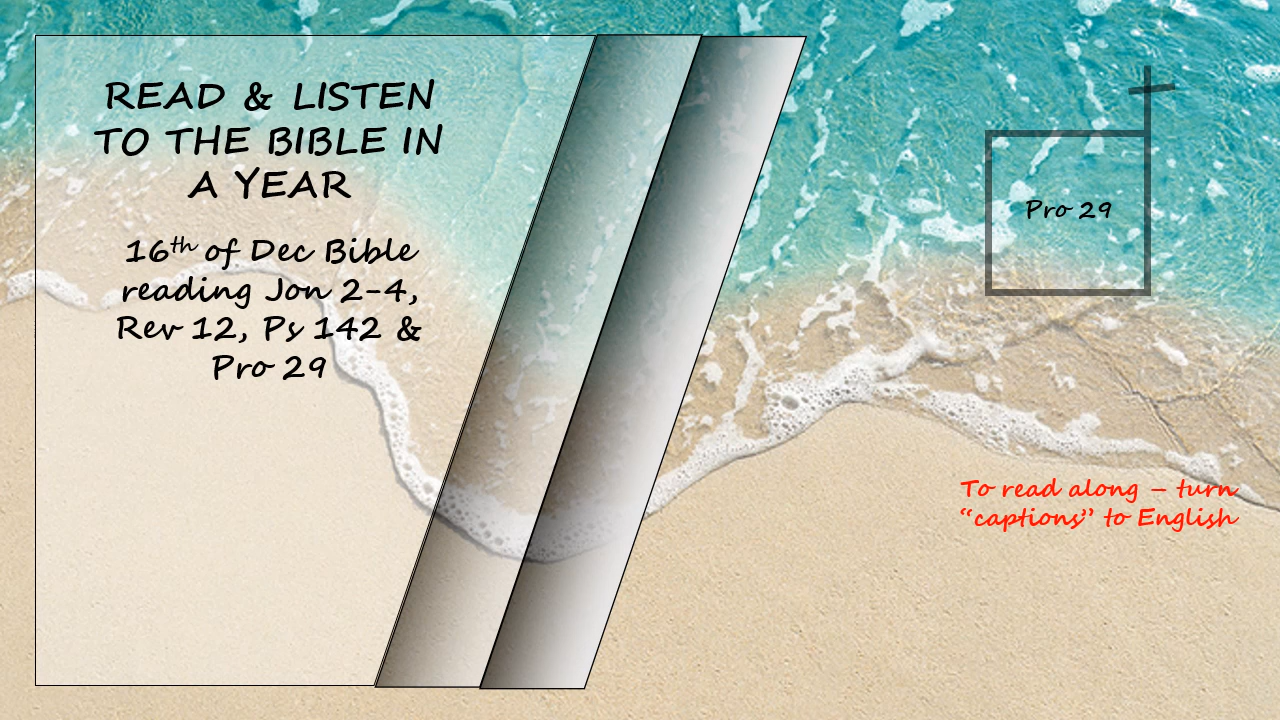 READ & LISTEN
TO THE BIBLE IN
A YEAR
16th of Dec Bible
reading Jon 2-4,
Rev 12, Ps 142 &
Pro 29
Pro 29
To read along – turn
“captions” to English